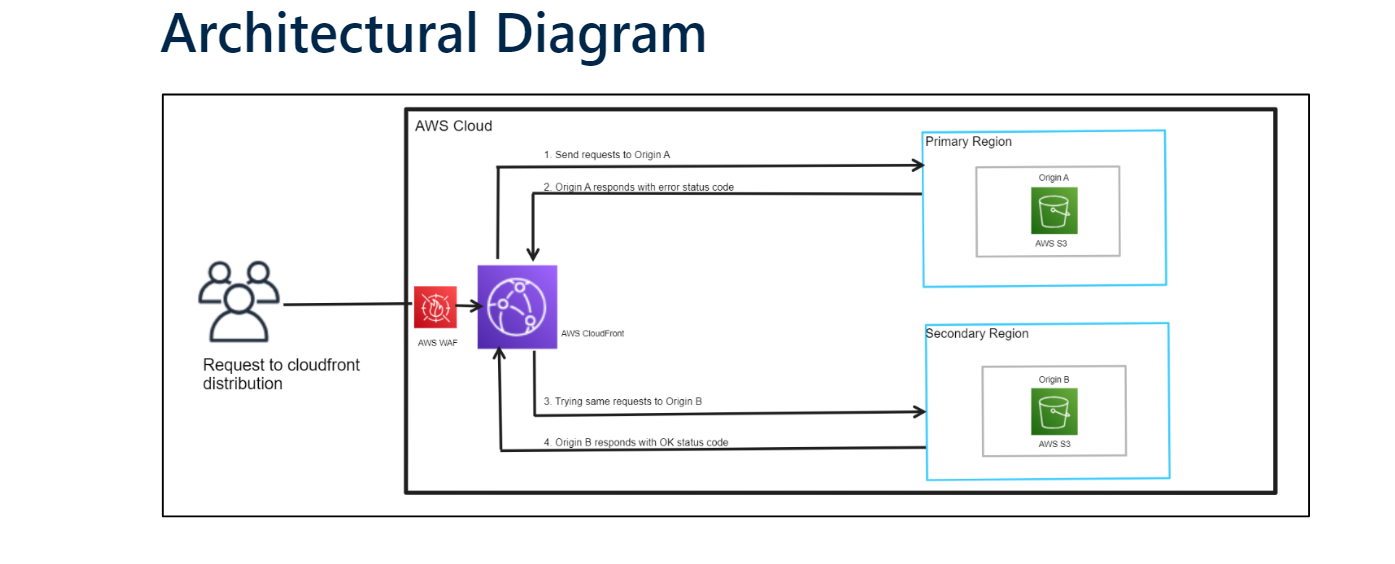 Architectural Diagram
AWS Cloud
1. Send requests to Origin A
2. Origin A responds with error status code
Primary Region
Origin A
AWS S3
AWS WAF
AWS CloudFront
Request to cloudfront
distribution
Secondary Region
Origin B
AWS S3
3. Trying same requests to Origin B
4. Origin B responds with OK status code